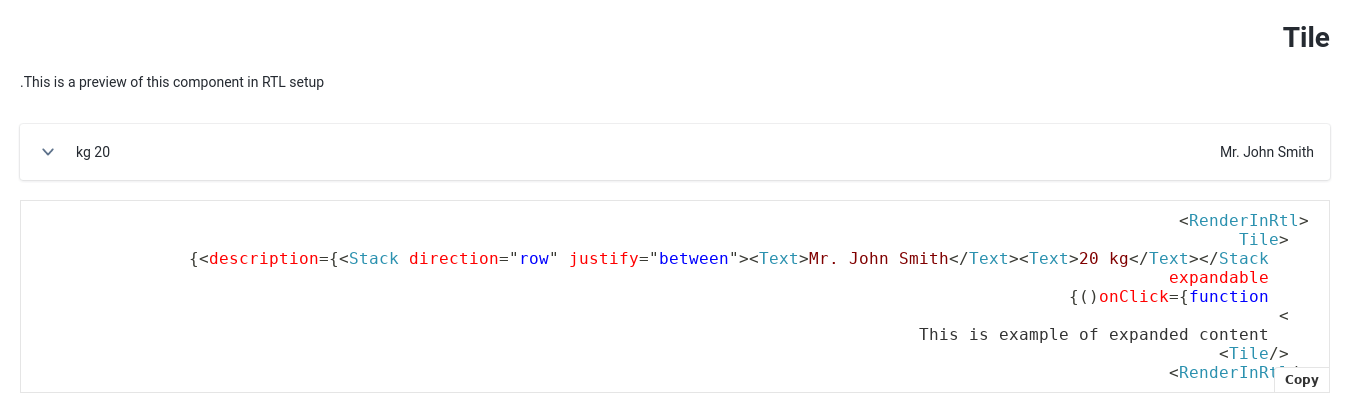 Tile
.This is a preview of this component in RTL setup
Mr. John Smith
kg 20
<RenderInRtl>
Tile>
{<description={<Stack direction="row" justify="between"><Text>Mr. John Smith</Text><Text>20 kg</Text></Stack
expandable
{()onClick={function
<
This is example of expanded content
<Tile/>
<RenderInRt
Copy